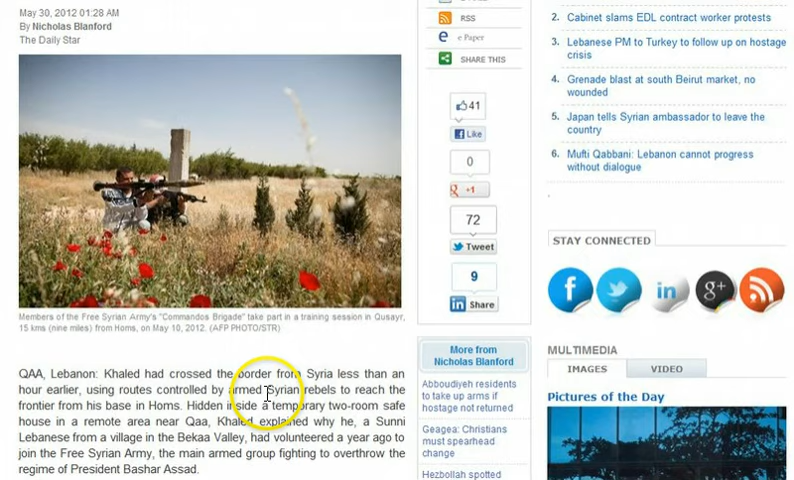 May 30, 2012 01:28 AM
By Nicholas Blanford
The Daily Star
Members of the Free Syrian Army's "Commandos Brigade" take part in a training session in Qusayr,
15 kms (nine miles) from Homs, on May 10, 2012. (AFP PHOTO/STR)
QAA, Lebanon: Khaled had crossed the border from Syria less than an
hour earlier, using routes controlled by armed Syrian rebels to reach the
frontier from his base in Homs. Hidden inside a temporary two-room safe
house in a remote area near Qaa, Khaled explained why he, a Sunni
Lebanese from a village in the Bekaa Valley, had volunteered a year ago to
join the Free Syrian Army, the main armed group fighting to overthrow the
regime of President Bashar Assad.
RSS
e Paper
SHARE THIS
41
Like
0
+1
72
Tweet
9
in Share
More from
Nicholas Blanford
Abboudiyeh residents
to take up arms if
hostage not returned
Geagea: Christians
must spearhead
change
Hezbollah spotted
2. Cabinet slams EDL contract worker protests
3. Lebanese PM to Turkey to follow up on hostage
crisis
4. Grenade blast at south Beirut market, no
wounded
5. Japan tells Syrian ambassador to leave the
country
6. Mufti Qabbani: Lebanon cannot progress
without dialogue
STAY CONNECTED
f
in
g+
MULTIMEDIA
IMAGES VIDEO
Pictures of the Day